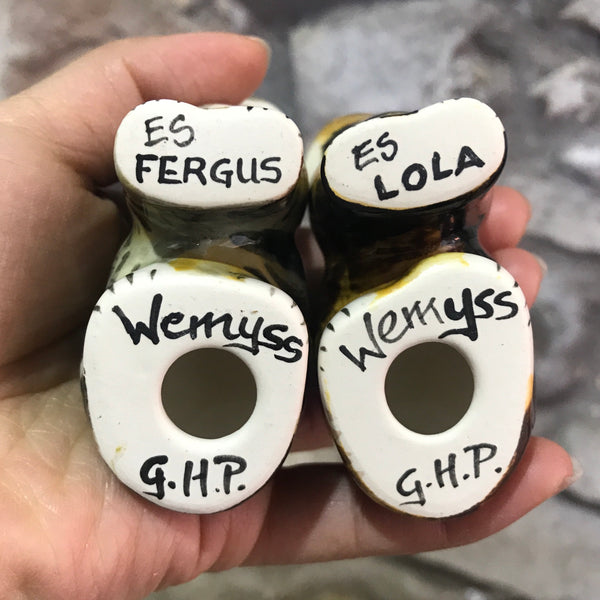 ES
FERGUS
Wemyss
G.H.P.
ES
LOLA
Wemyss
G.H.P.